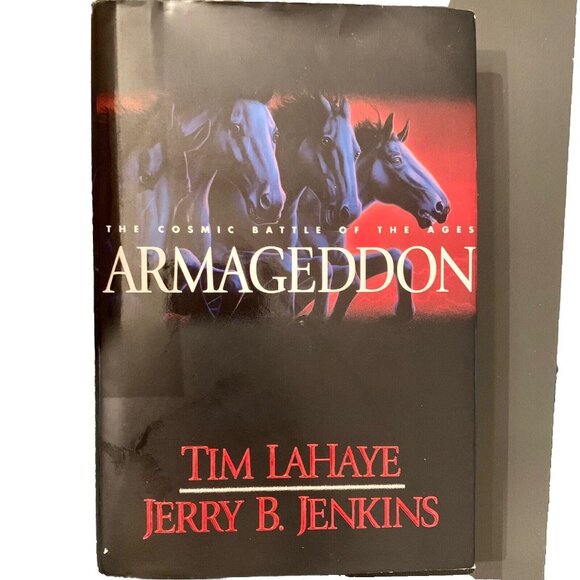 THE COSMIC BATTLE OF THE AGES
ARMAGEDDON
TIM LAHAYE
JERRY B. JENKINS